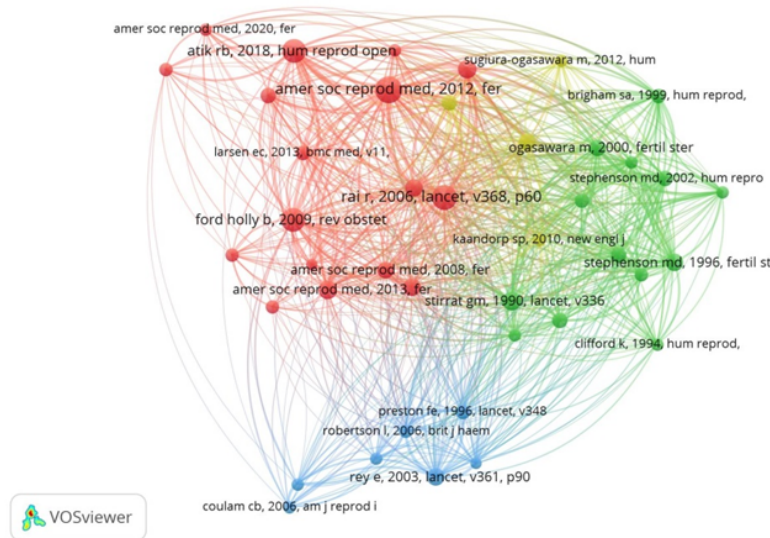 amer soc reprod med, 2020, fer
atik rb, 2018, hum reprod open
sugiura-ogasawara m, 2012, hum
amer soc reprod med, 2012, fer
brigham sa, 1999, hum reprod,
larsen ec, 2013, bmc med, v11,
ogasawara m, 2000, fertil ster
stephenson md, 2002, hum repro
rai r, 2006, lancet, v368, p60
ford holly b, 2009, rev obstet
kaandorp sp, 2010, new engl j
stephenson md, 1996, fertil st
amer soc reprod med, 2008, fer
amer soc reprod med, 2013, fer
stirrat gm, 1990, lancet, v336
clifford k, 1994, hum reprod,
preston fe, 1996, lancet, v348
robertson l, 2006, brit j haem
rey e, 2003, lancet, v361, p90
coulam cb, 2006, am j reprod i
VOSviewer